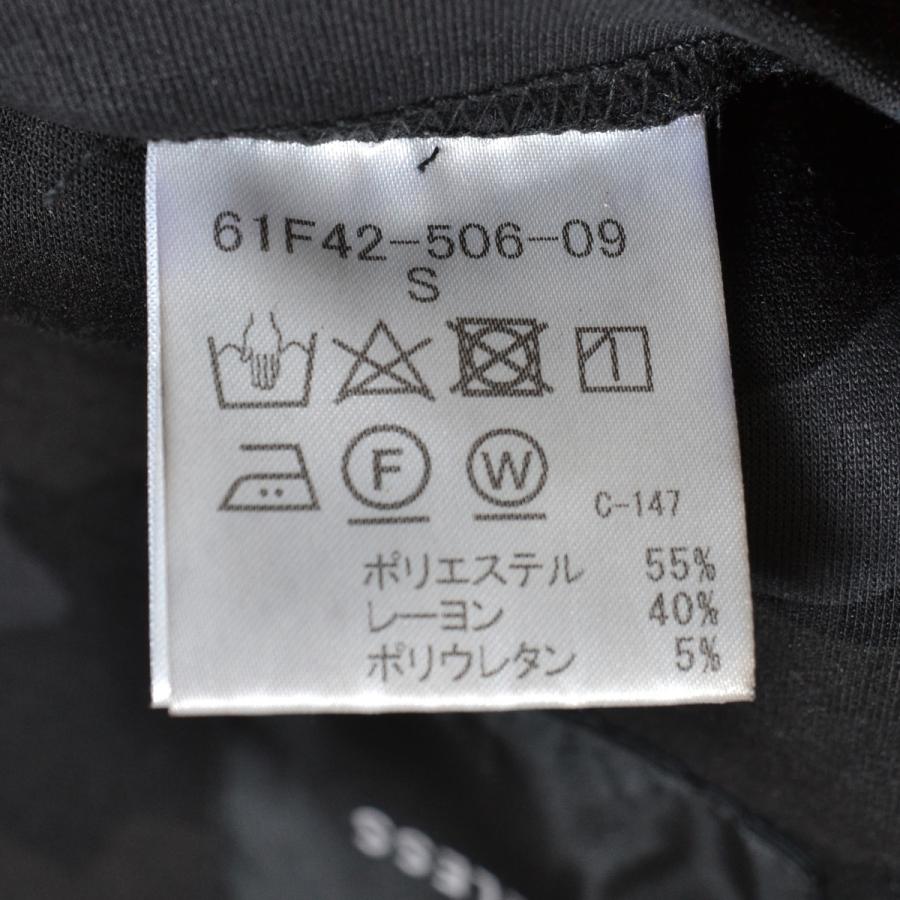 61F42-506-09
S
F W C-147
ポリエステル 55%
レーヨン 40%
ポリウレタン 5%